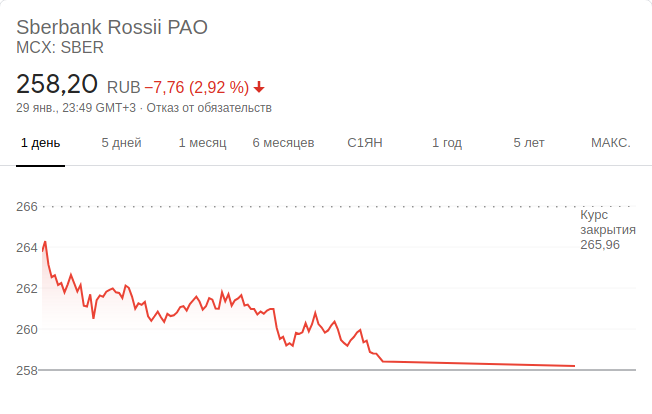 Sberbank Rossii PAO
MCX: SBER
258,20 RUB −7,76 (2,92 %)
29 янв., 23:49 GMT+3 · Отказ от обязательств
1 день 5 дней 1 месяц 6 месяцев С1ЯН 1 год 5 лет МАКС.
266
Курс
закрытия
265,96
264
262
260
258